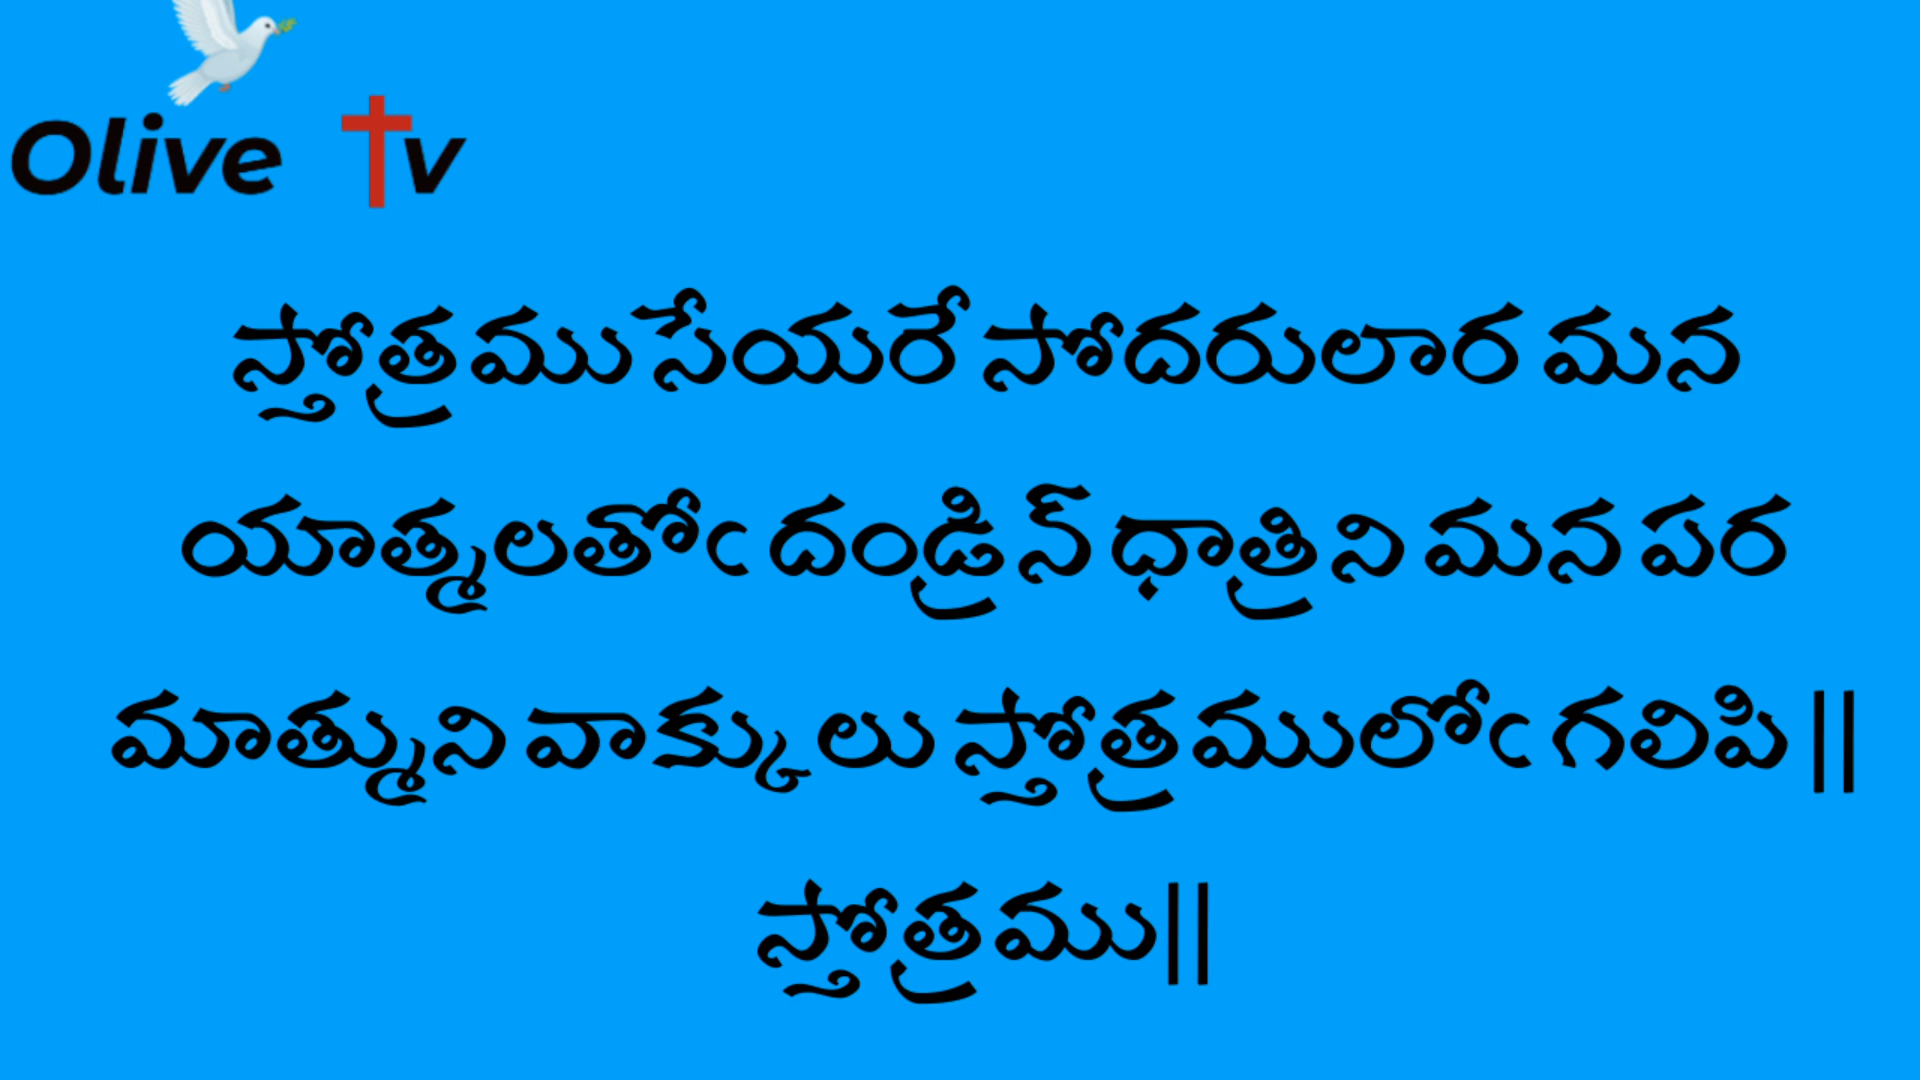 Olive Tv
స్తోత్రము సేయరే సోదరులార మన
యాత్మలతోఁ దండ్రిన్ ధాత్రిని మన పర
మాత్ముని వాక్కులు స్తోత్రములోఁ గలిపి ||
స్తోత్రము||